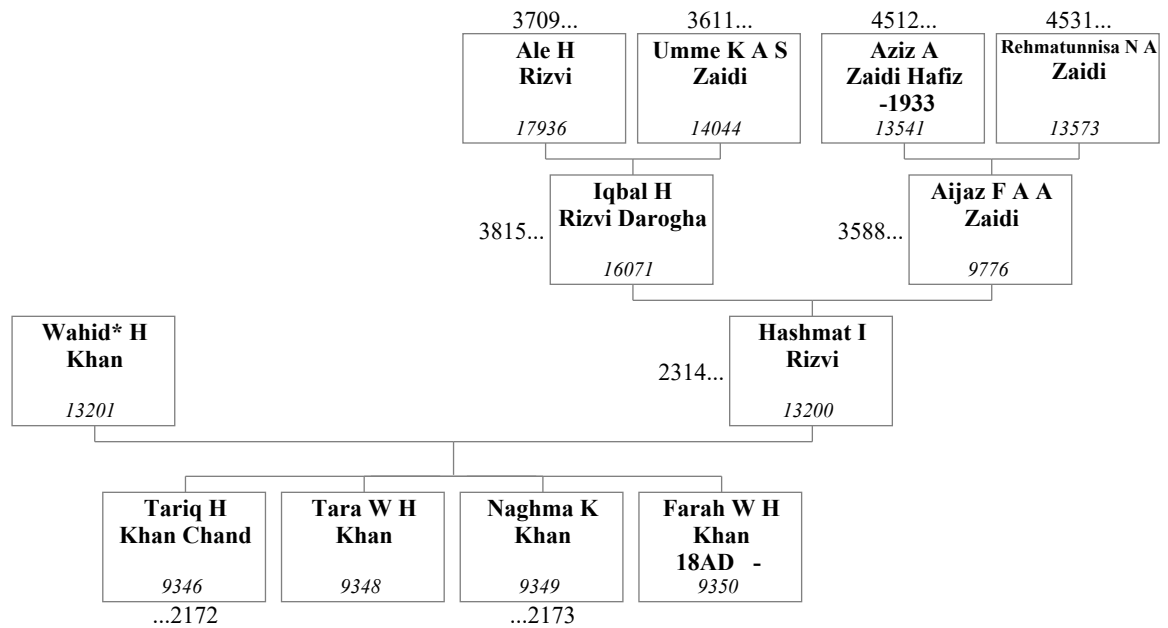 3709... 3611... 4512... 4531...
Ale H
Rizvi
17936
Umme K A S
Zaidi
14044
Aziz A
Zaidi Hafiz
-1933
13541
Rehmatunnisa N A
Zaidi
13573
3815...
Iqbal H
Rizvi Darogha
16071
3588...
Aijaz F A A
Zaidi
9776
Wahid* H
Khan
13201
2314...
Hashmat I
Rizvi
13200
Tariq H
Khan Chand
9346
...2172
Tara W H
Khan
9348
Naghma K
Khan
9349
...2173
Farah W H
Khan
18AD -
9350